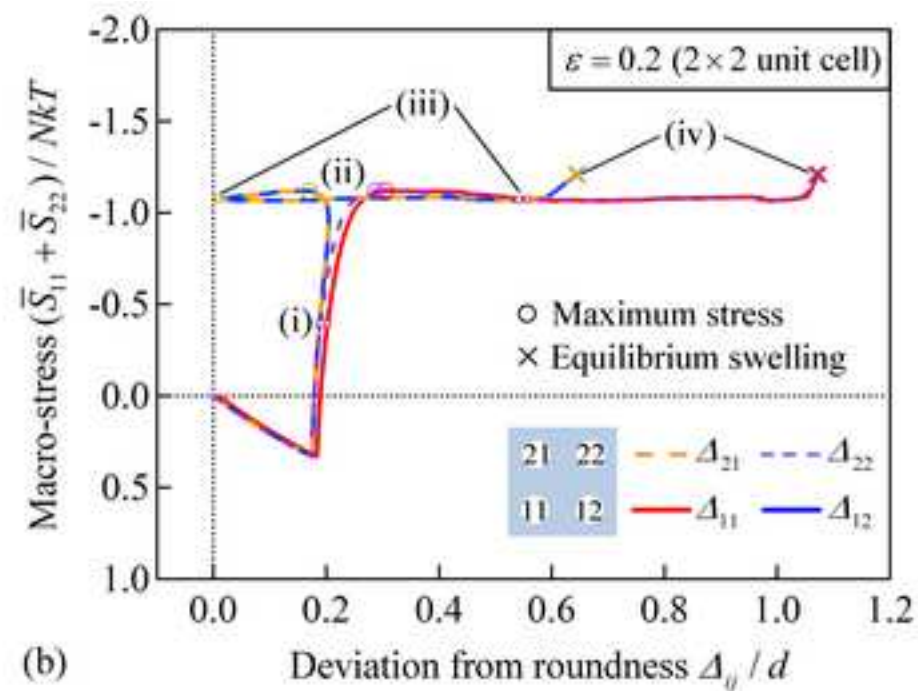 -2.0
ε = 0.2 (2 × 2 unit cell)
(iii)
(iv)
-1.5
(ii)
-1.0
-0.5
(i)
○ Maximum stress
× Equilibrium swelling
0.0
21 22 Δ21 Δ22
0.5
11 12 Δ11 Δ12
1.0
0.0 0.2 0.4 0.6 0.8 1.0 1.2
Macro-stress (S̅11 + S̅22) / NkT
(b) Deviation from roundness Δij / d